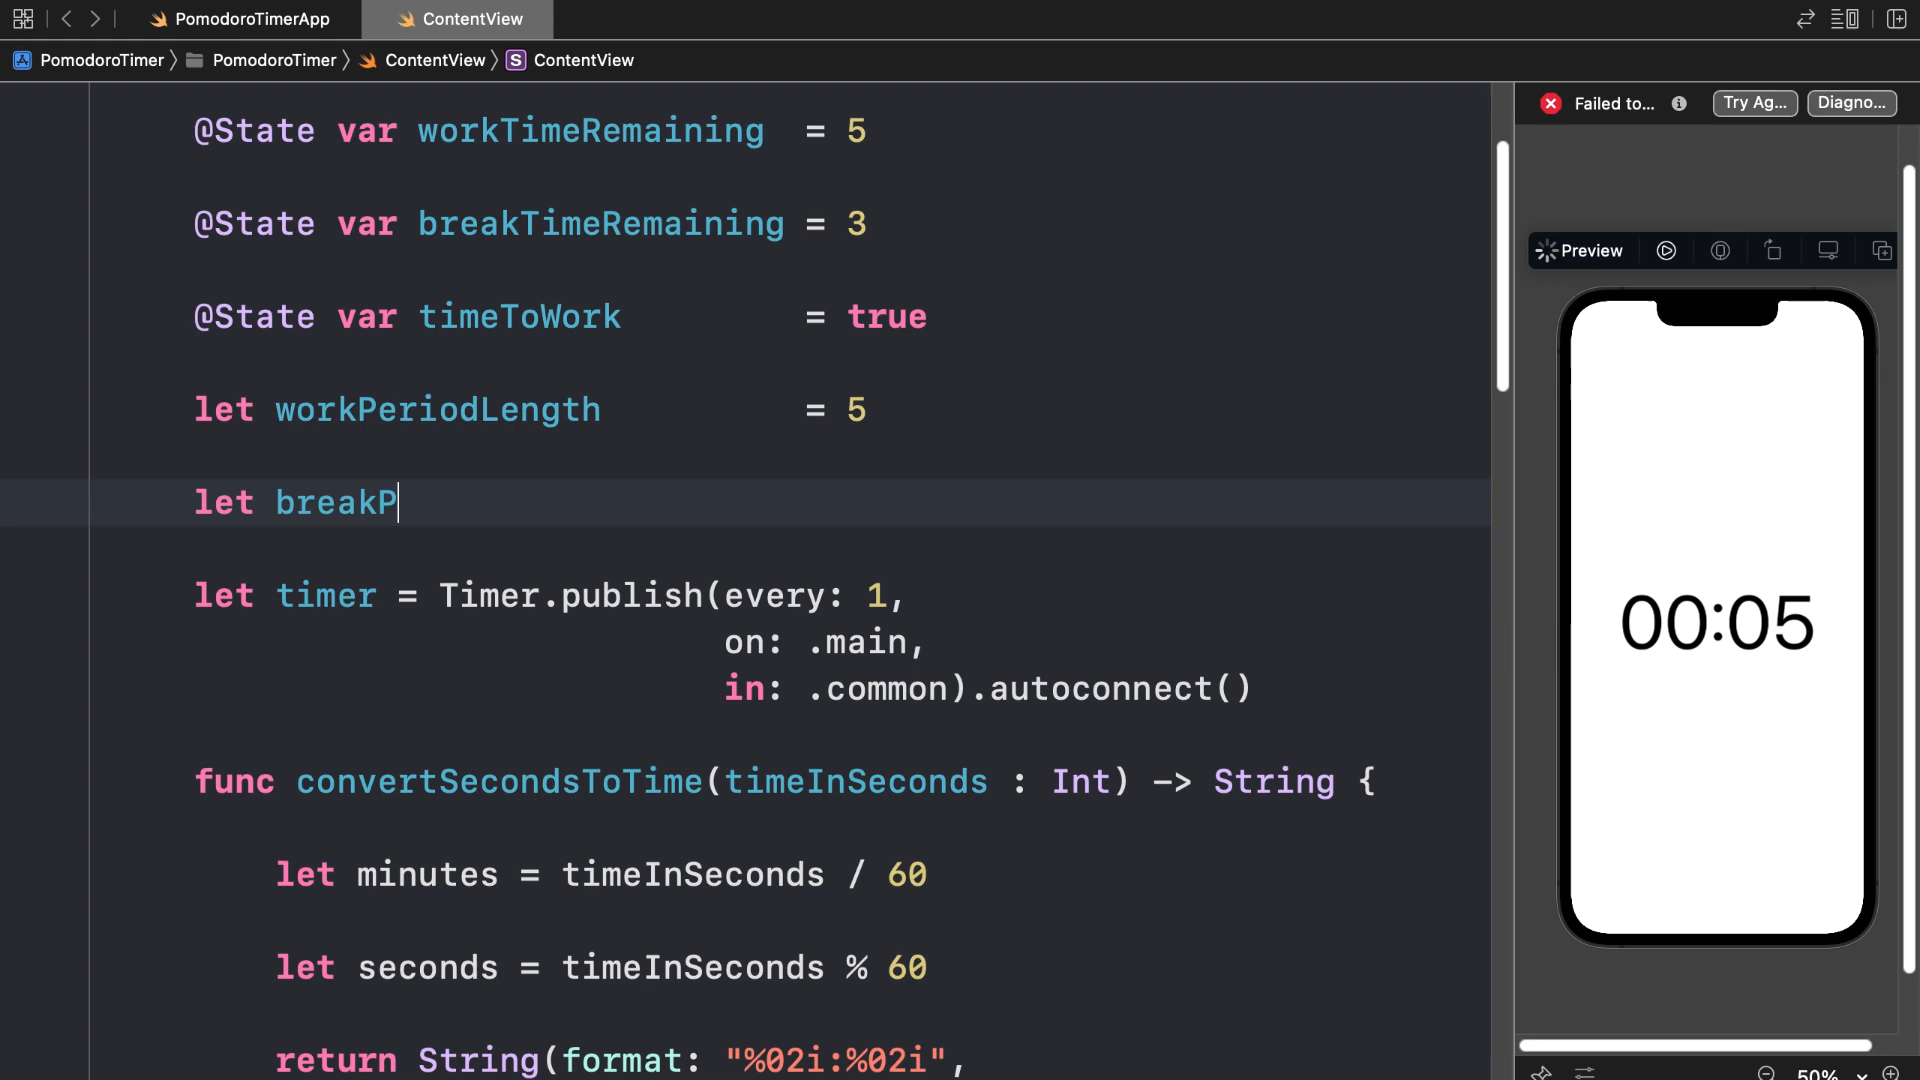 PomodoroTimerApp
ContentView
PomodoroTimer 〉 PomodoroTimer 〉 ContentView 〉 S ContentView
Failed to... Try Ag... Diagno...
@State var workTimeRemaining = 5
@State var breakTimeRemaining = 3
Preview
@State var timeToWork = true
let workPeriodLength = 5
let breakP
let timer = Timer.publish(every: 1,
on: .main,
in: .common).autoconnect()
00:05
func convertSecondsToTime(timeInSeconds : Int) -> String {
let minutes = timeInSeconds / 60
let seconds = timeInSeconds % 60
return String(format: "%02i:%02i",
50%